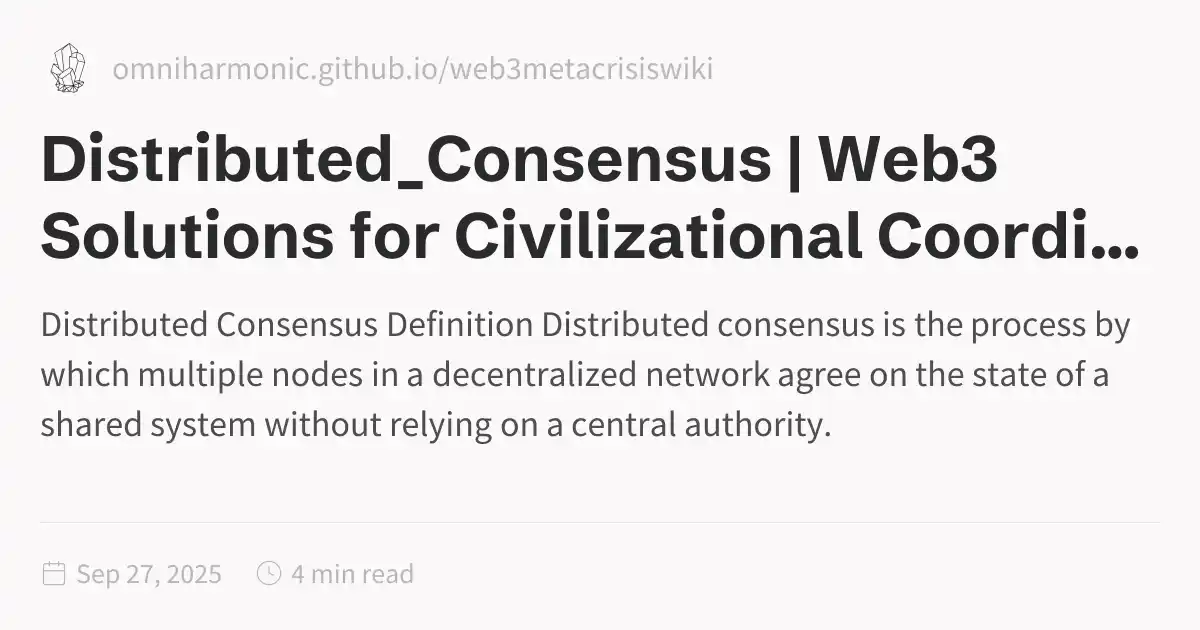 omniharmonic.github.io/web3metacrisiswiki
Distributed_Consensus | Web3
Solutions for Civilizational Coordi...
Distributed Consensus Definition Distributed consensus is the process by
which multiple nodes in a decentralized network agree on the state of a
shared system without relying on a central authority.
Sep 27, 2025 4 min read